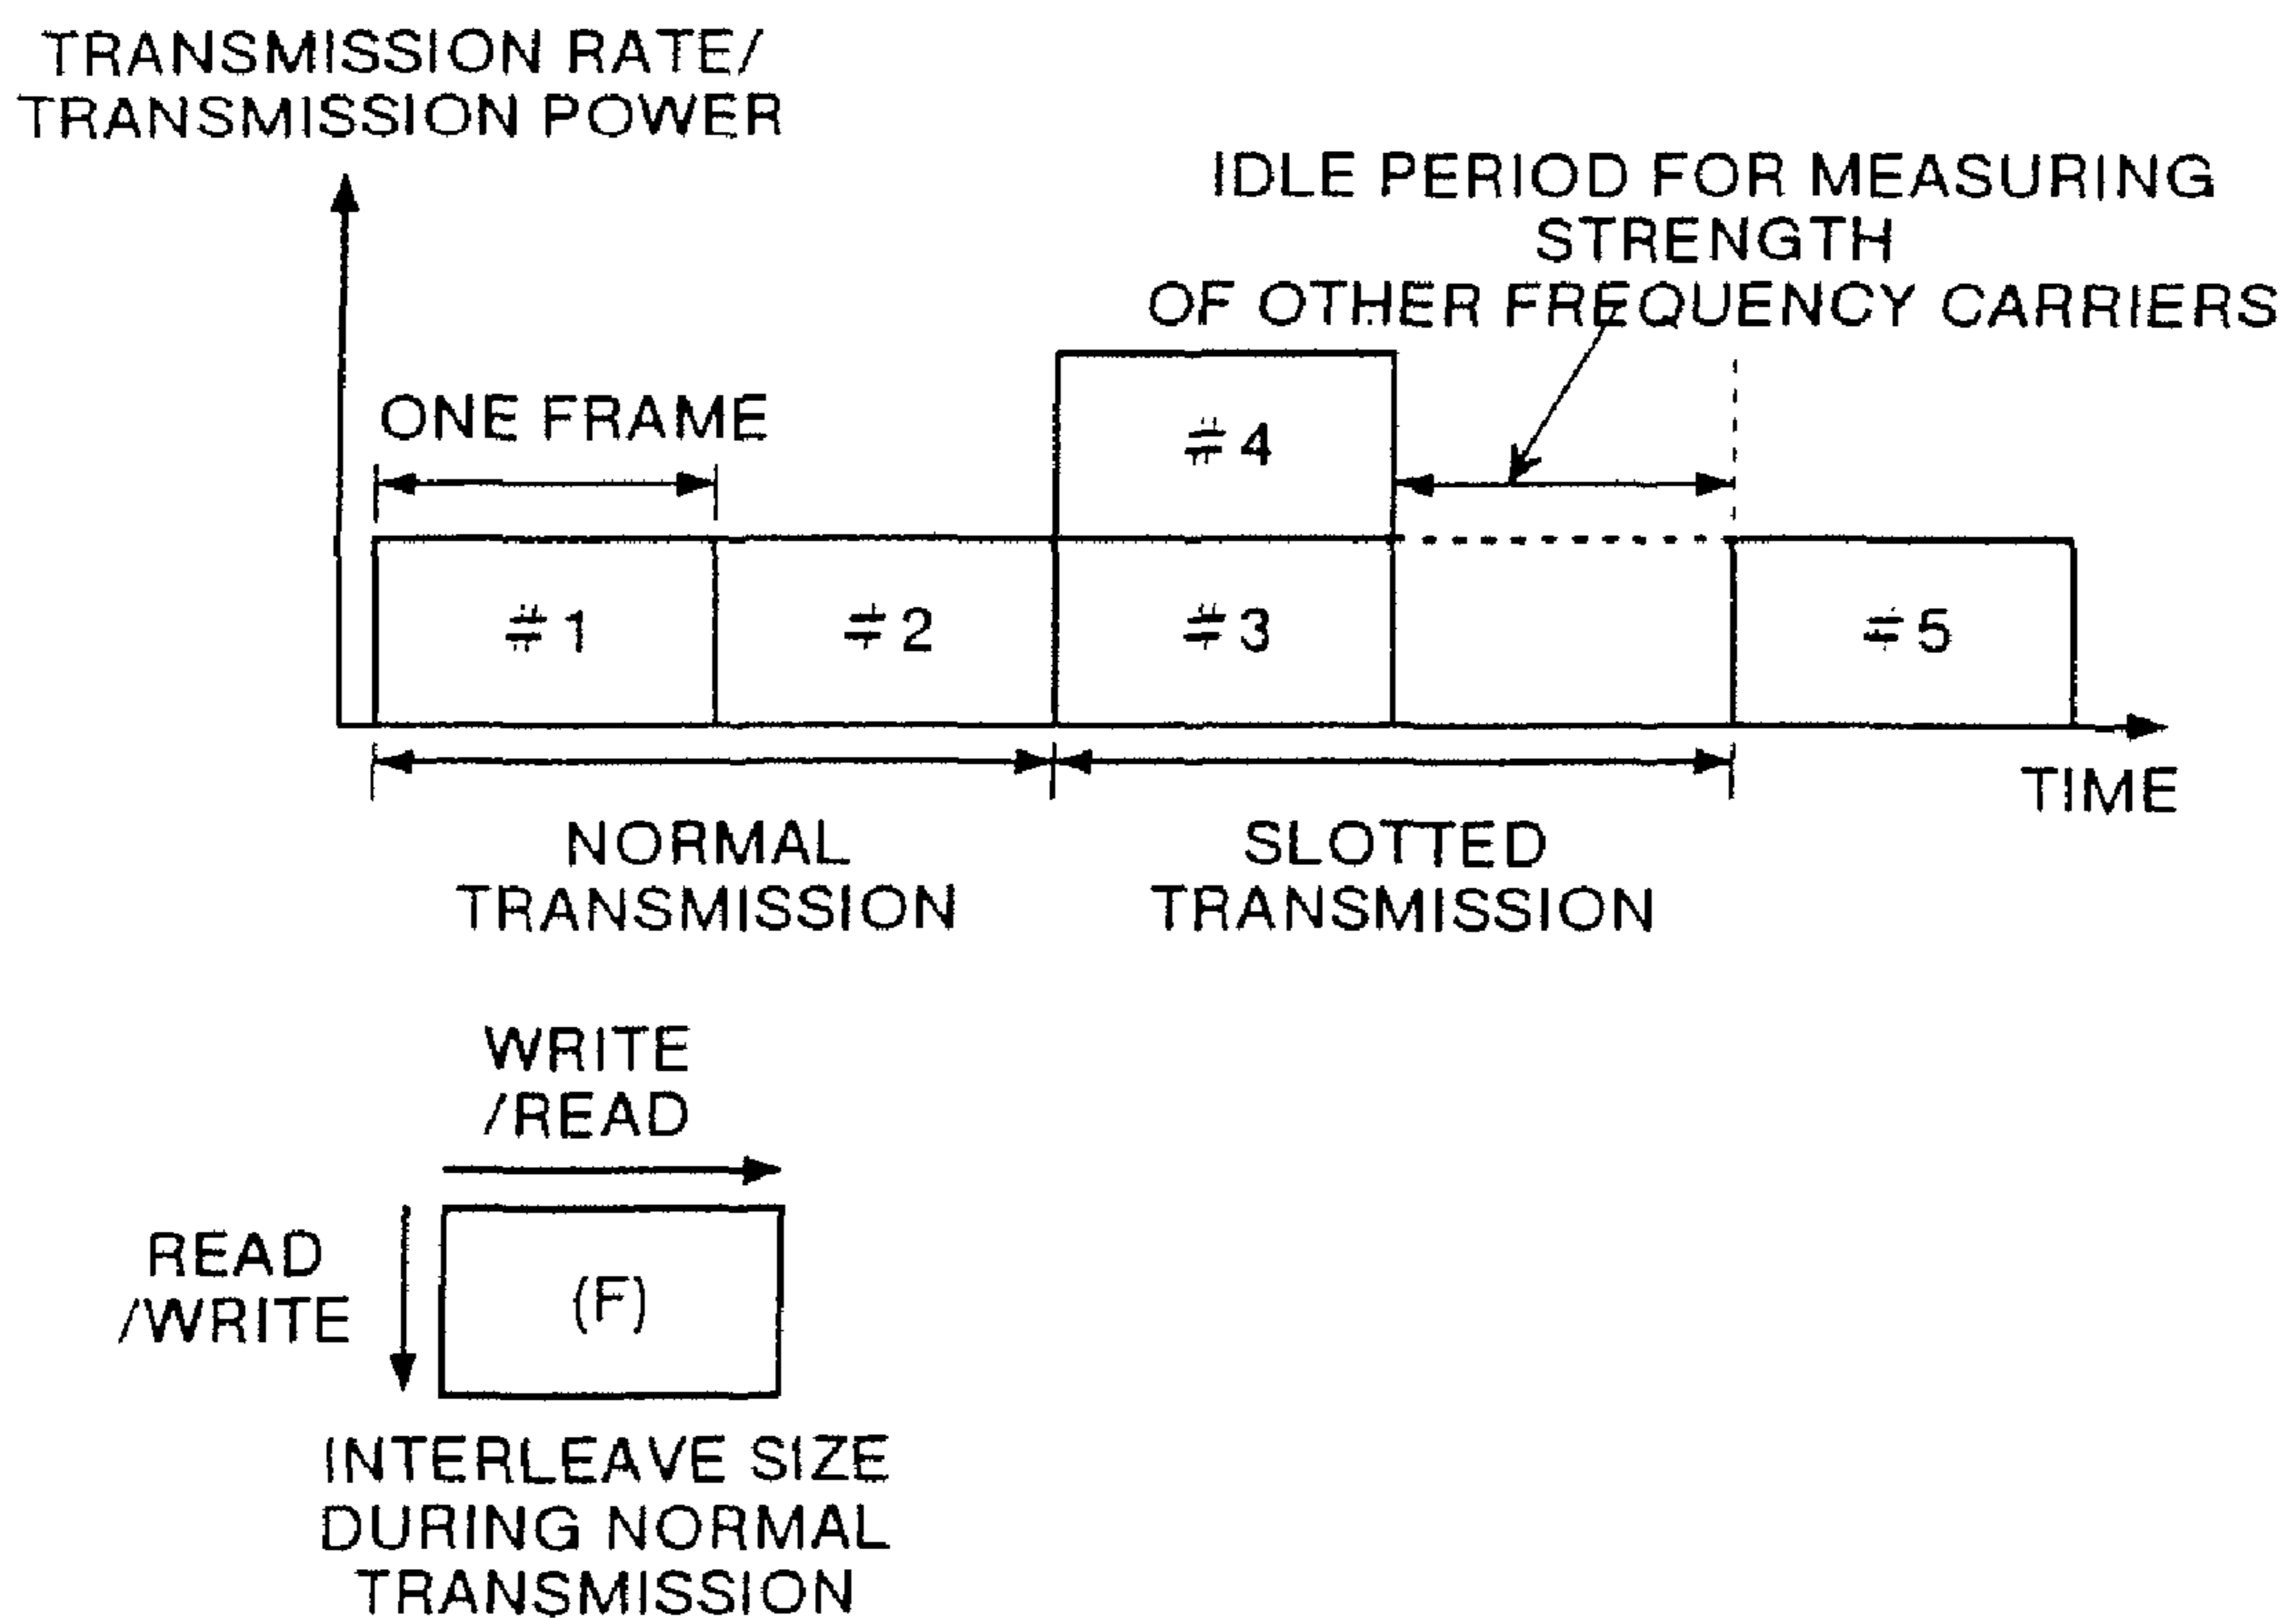 TRANSMISSION RATE/
TRANSMISSION POWER
IDLE PERIOD FOR MEASURING
STRENGTH
OF OTHER FREQUENCY CARRIERS
ONE FRAME
#4
#1
#2
#3
#5
TIME
NORMAL
TRANSMISSION
SLOTTED
TRANSMISSION
WRITE
/READ
READ
/WRITE
(F)
INTERLEAVE SIZE
DURING NORMAL
TRANSMISSION